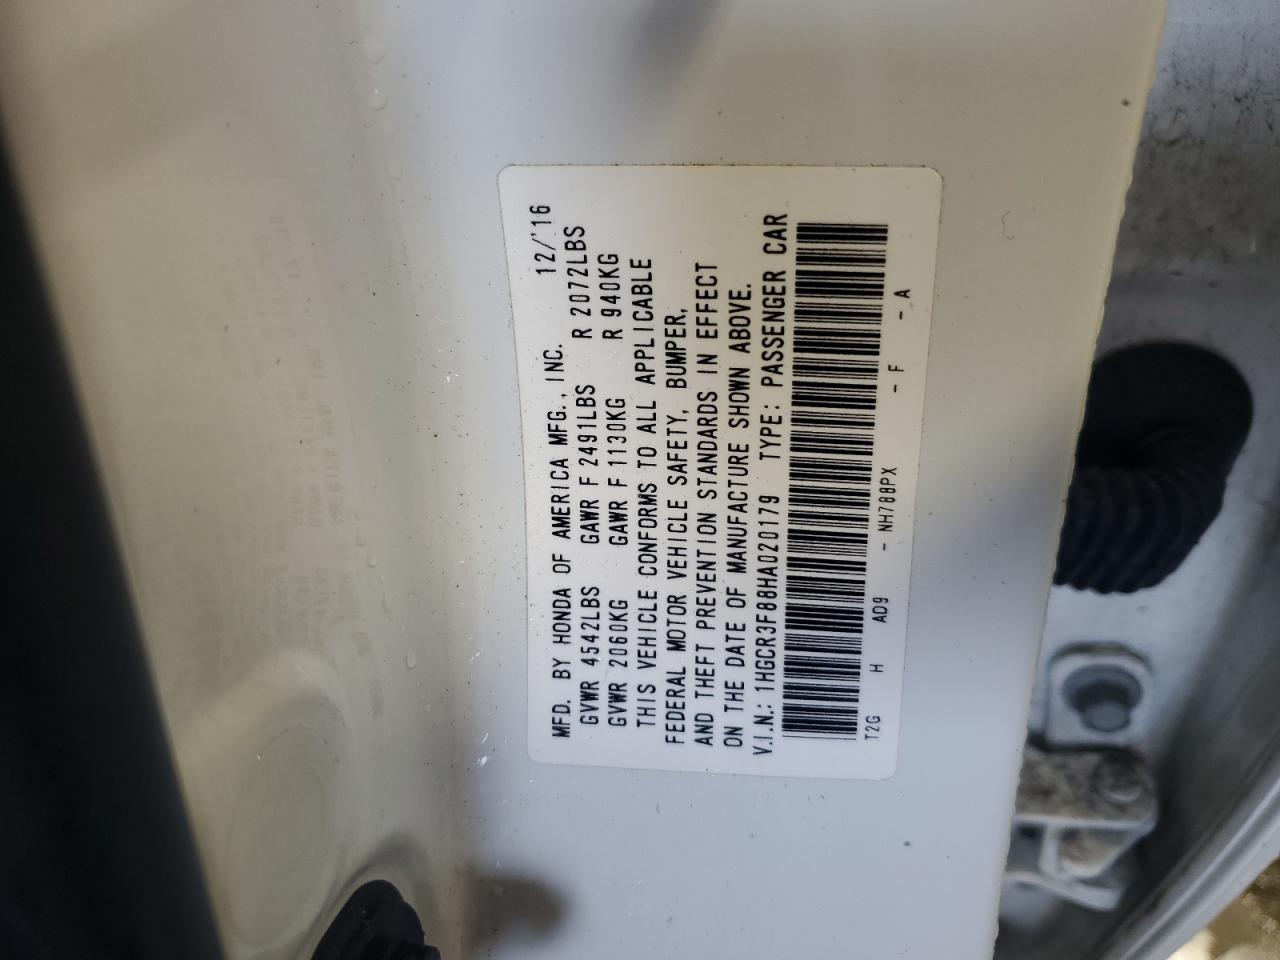 MFD. BY HONDA OF AMERICA MFG., INC. 12/'16
GVWR 4542LBS GAWR F 2491LBS R 2072LBS
GVWR 2060KG GAWR F 1130KG R 940KG
THIS VEHICLE CONFORMS TO ALL APPLICABLE
FEDERAL MOTOR VEHICLE SAFETY, BUMPER,
AND THEFT PREVENTION STANDARDS IN EFFECT
ON THE DATE OF MANUFACTURE SHOWN ABOVE.
V.I.N.: 1HGCR3F88HA020179 TYPE: PASSENGER CAR
T2G H AD9 - NH788PX - F - A